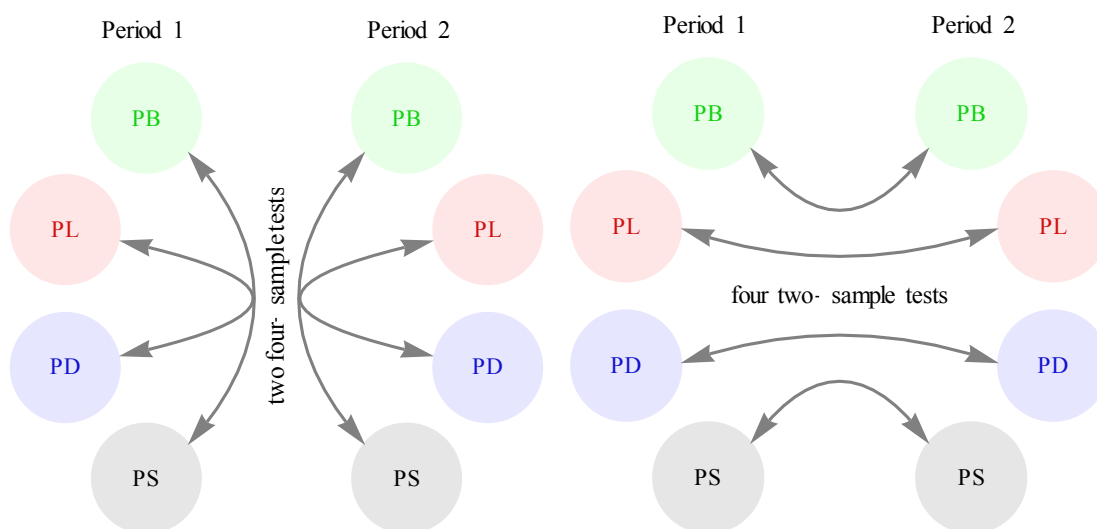 Period 1
Period 2
PB
PB
PL
PL
PD
PD
PS
PS
two four- sampletests
Period 1
Period 2
PB
PB
PL
PL
four two- sample tests
PD
PD
PS
PS